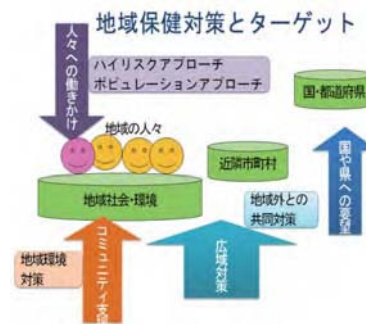 地域保健対策とターゲット
人々への働きかけ
ハイリスクアプローチ
ポピュレーションアプローチ
国・都道府県
地域の人々
近隣市町村
地域社会・環境
地域外との
共同対策
国や県への要望
地域環境
対策
コミュニティ支援
広域対策